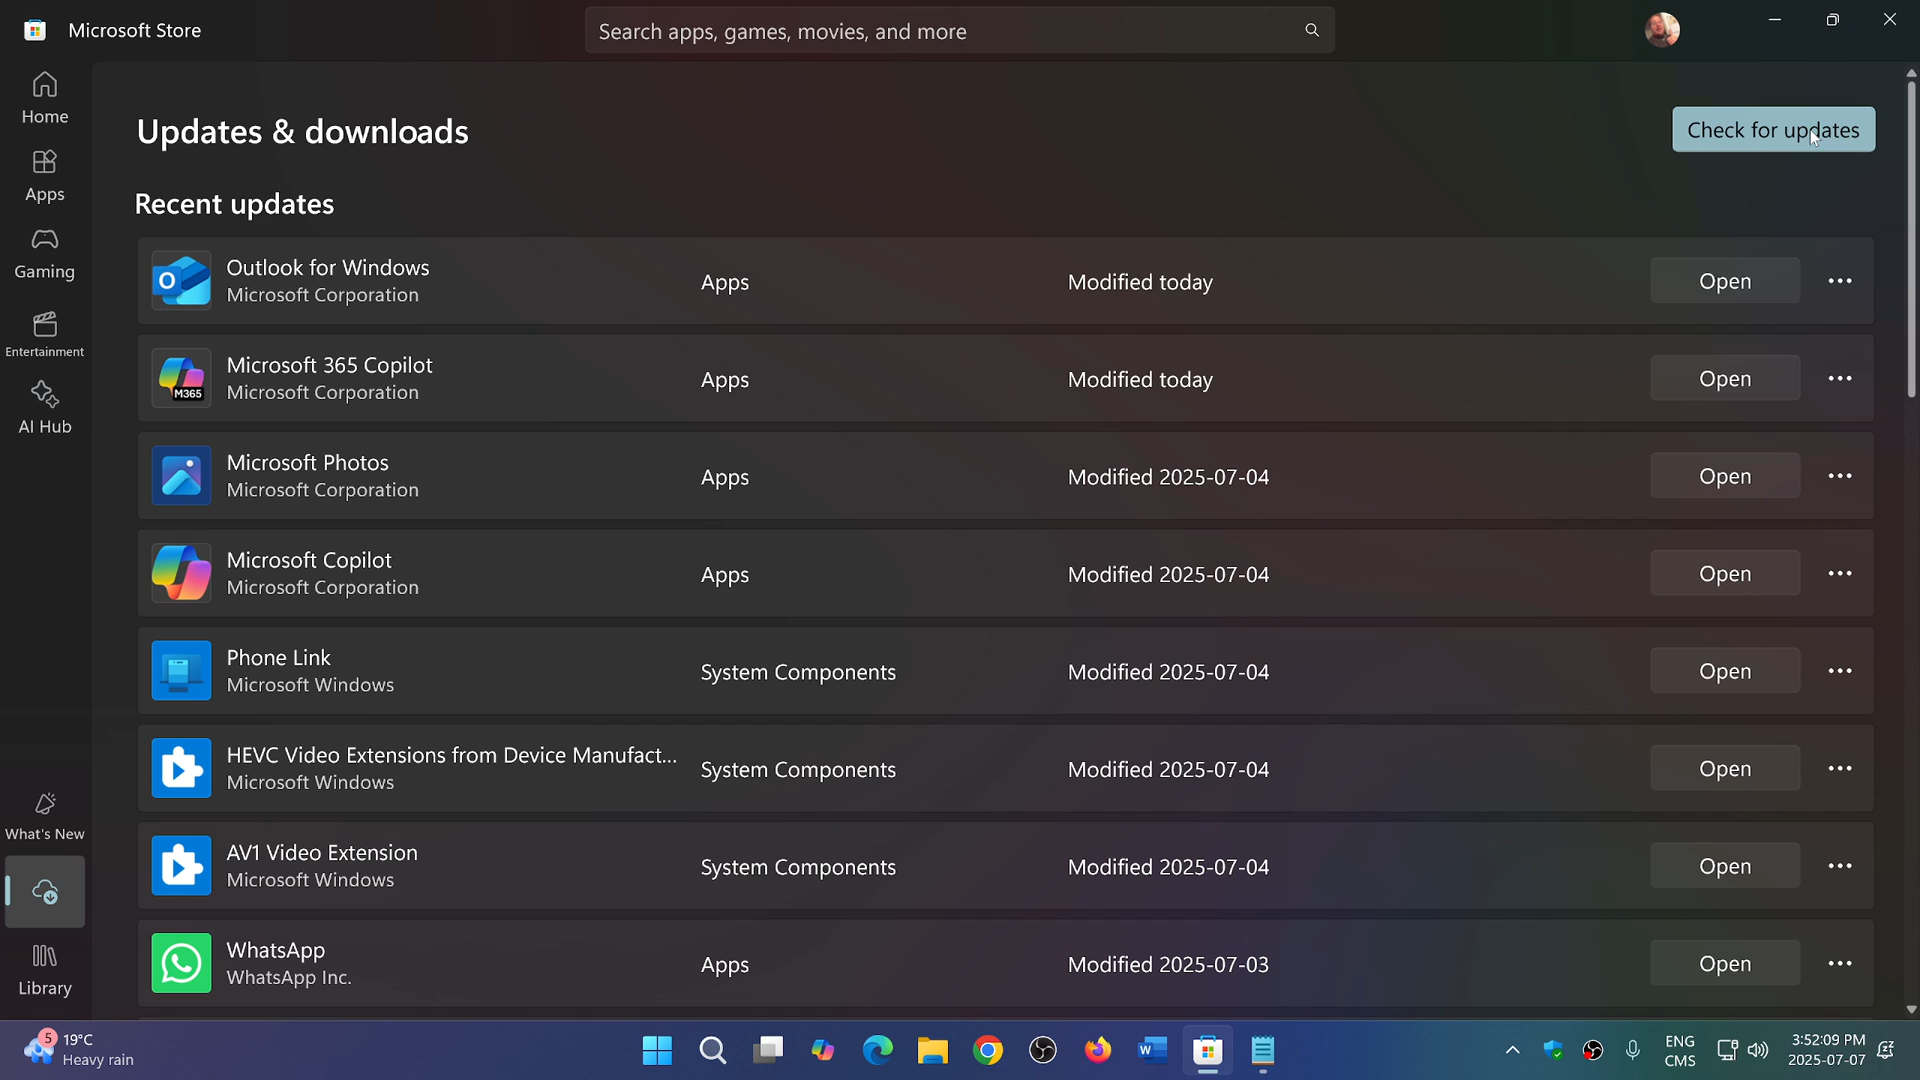 Microsoft Store
Search apps, games, movies, and more
Home
Apps
Gaming
Entertainment
AI Hub
What's New
Library
Updates & downloads
Check for updates
Recent updates
Outlook for Windows
Microsoft Corporation
Apps
Modified today
Open
Microsoft 365 Copilot
Microsoft Corporation
M365
Apps
Modified today
Open
Microsoft Photos
Microsoft Corporation
Apps
Modified 2025-07-04
Open
Microsoft Copilot
Microsoft Corporation
Apps
Modified 2025-07-04
Open
Phone Link
Microsoft Windows
System Components
Modified 2025-07-04
Open
HEVC Video Extensions from Device Manufact...
Microsoft Windows
System Components
Modified 2025-07-04
Open
AV1 Video Extension
Microsoft Windows
System Components
Modified 2025-07-04
Open
WhatsApp
WhatsApp Inc.
Apps
Modified 2025-07-03
Open
5
19°C
Heavy rain
ENG
CMS
3:52:09 PM
2025-07-07